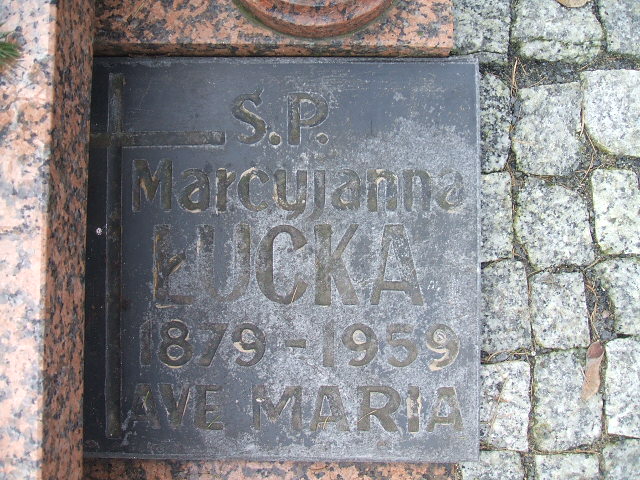 Ś.P.
Marcyjanna
ŁUCKA
1879-1959
AVE MARIA